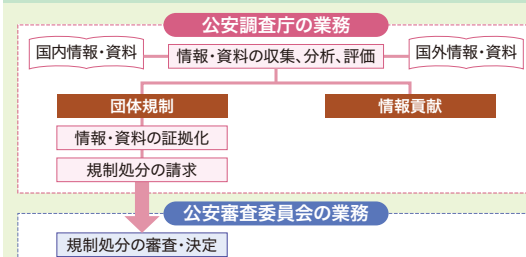 公安調査庁の業務
国内情報・資料
情報・資料の収集、分析、評価
国外情報・資料
団体規制
情報貢献
情報・資料の証拠化
規制処分の請求
公安審査委員会の業務
規制処分の審査・決定